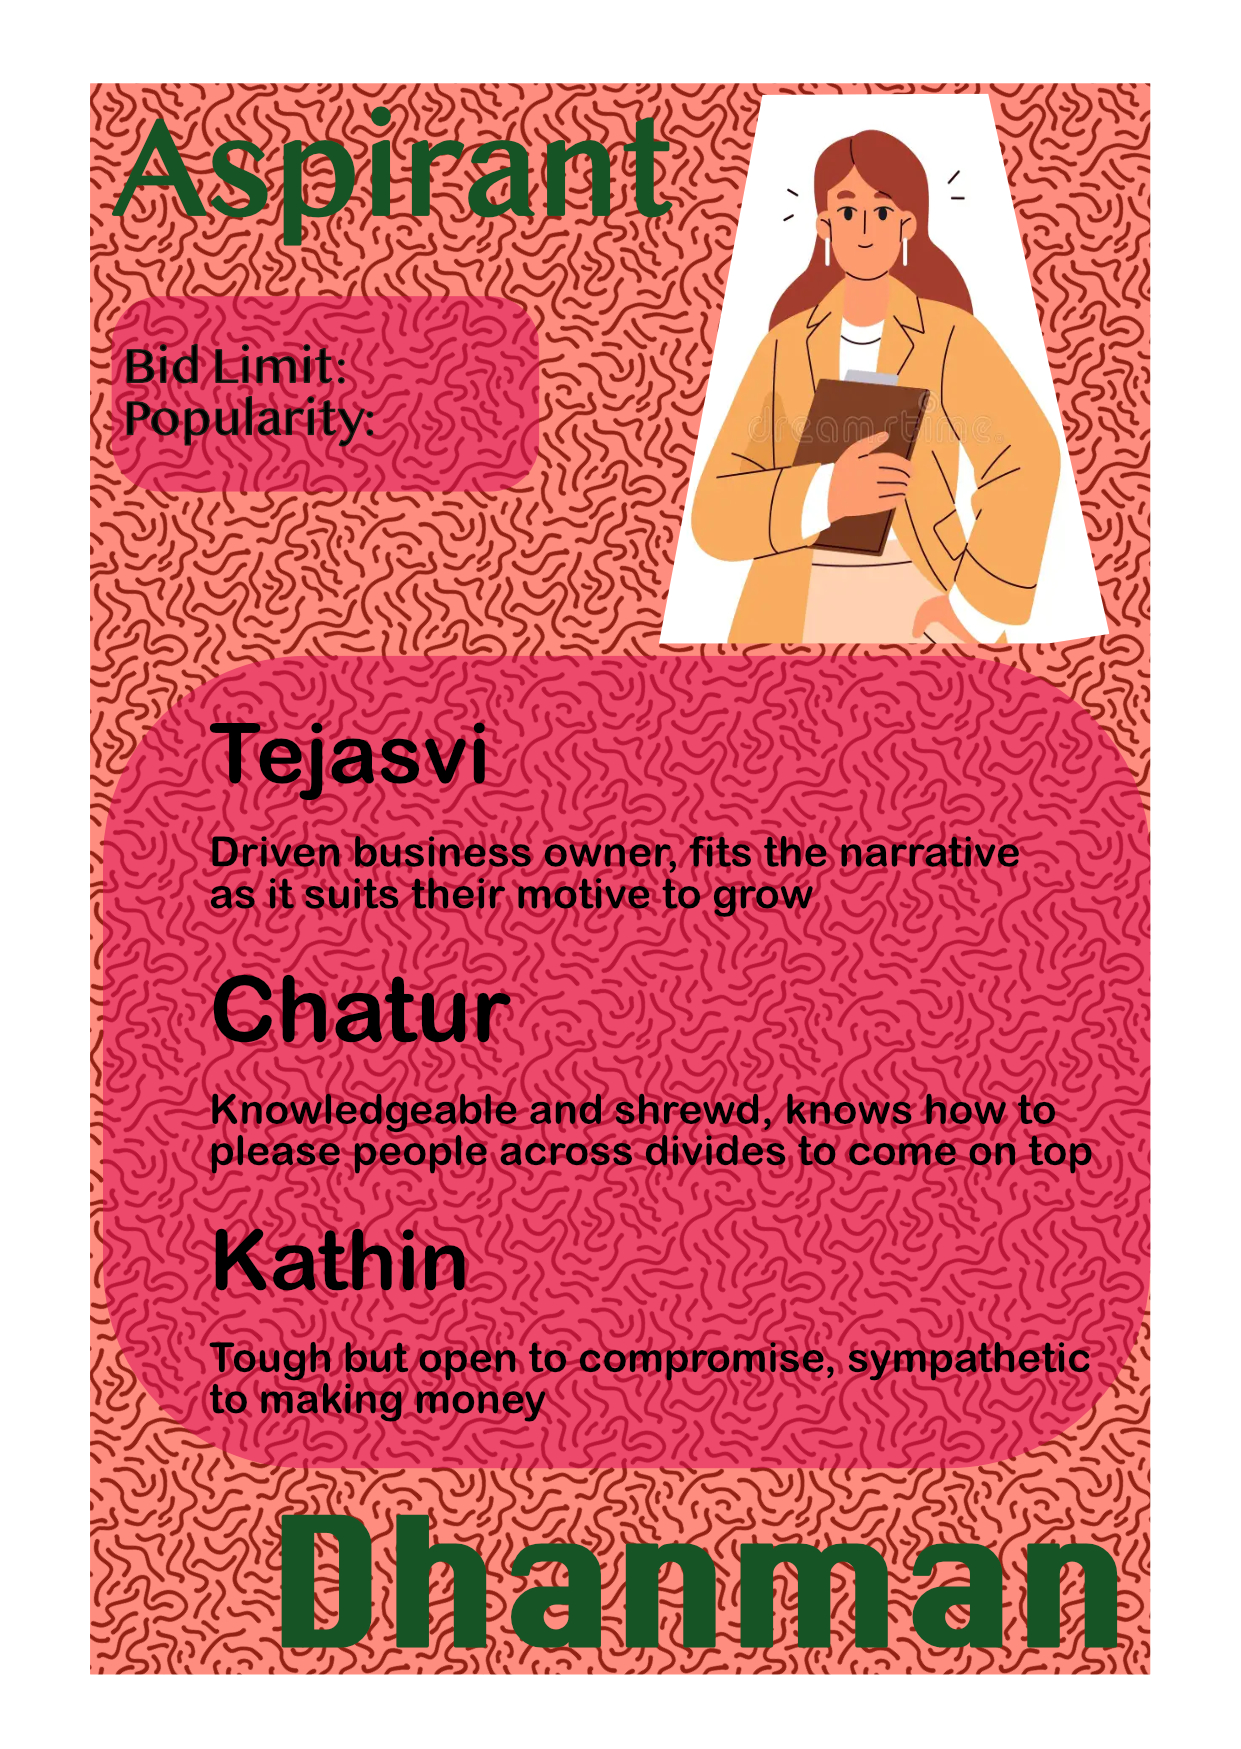 Aspirant
Bid Limit:
Popularity:
dreamstime.
Tejasvi
Driven business owner, fits the narrative
as it suits their motive to grow
Chatur
Knowledgeable and shrewd, knows how to
please people across divides to come on top
Kathin
Tough but open to compromise, sympathetic
to making money
Dhanman